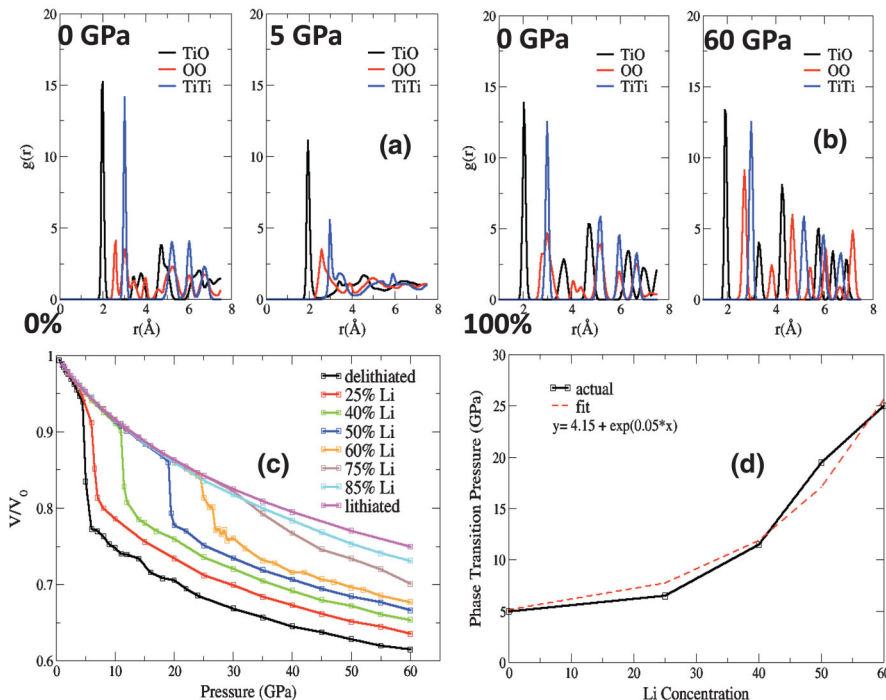 0 GPa
20
15
10
5
0
g(r)
TiO
OO
TiTi
0 2 4 6 8
r(Å)
0%
5 GPa
20
15
10
5
0
TiO
OO
TiTi
(a)
0 2 4 6 8
r(Å)
0 GPa
20
15
10
5
0
g(r)
TiO
OO
TiTi
0 2 4 6 8
r(Å)
100%
60 GPa
20
15
10
5
0
TiO
OO
TiTi
(b)
0 2 4 6 8
r(Å)
1
0.9
0.8
0.7
0.6
V/V₀
delithiated
25% Li
40% Li
50% Li
60% Li
75% Li
85% Li
lithiated
(c)
0 10 20 30 40 50 60
Pressure (GPa)
30
25
20
15
10
5
0
Phase Transition Pressure (GPa)
actual
fit
y= 4.15 + exp(0.05*x)
(d)
0 10 20 30 40 50 60
Li Concentration